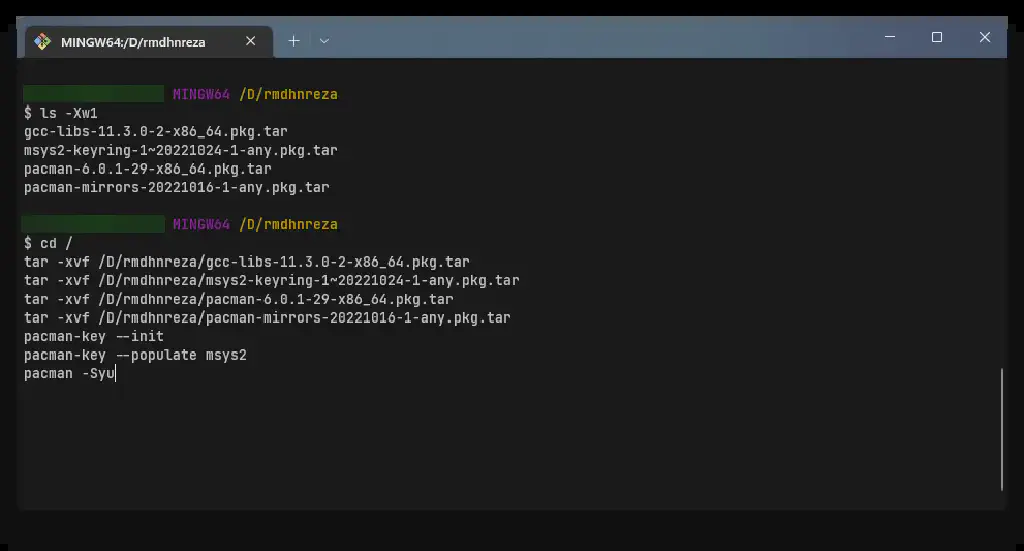 MINGW64:/D/rmdhnreza
MINGW64 /D/rmdhnreza
$ ls -Xw1
gcc-libs-11.3.0-2-x86_64.pkg.tar
msys2-keyring-1~20221024-1-any.pkg.tar
pacman-6.0.1-29-x86_64.pkg.tar
pacman-mirrors-20221016-1-any.pkg.tar
MINGW64 /D/rmdhnreza
$ cd /
tar -xvf /D/rmdhnreza/gcc-libs-11.3.0-2-x86_64.pkg.tar
tar -xvf /D/rmdhnreza/msys2-keyring-1~20221024-1-any.pkg.tar
tar -xvf /D/rmdhnreza/pacman-6.0.1-29-x86_64.pkg.tar
tar -xvf /D/rmdhnreza/pacman-mirrors-20221016-1-any.pkg.tar
pacman-key --init
pacman-key --populate msys2
pacman -Syu